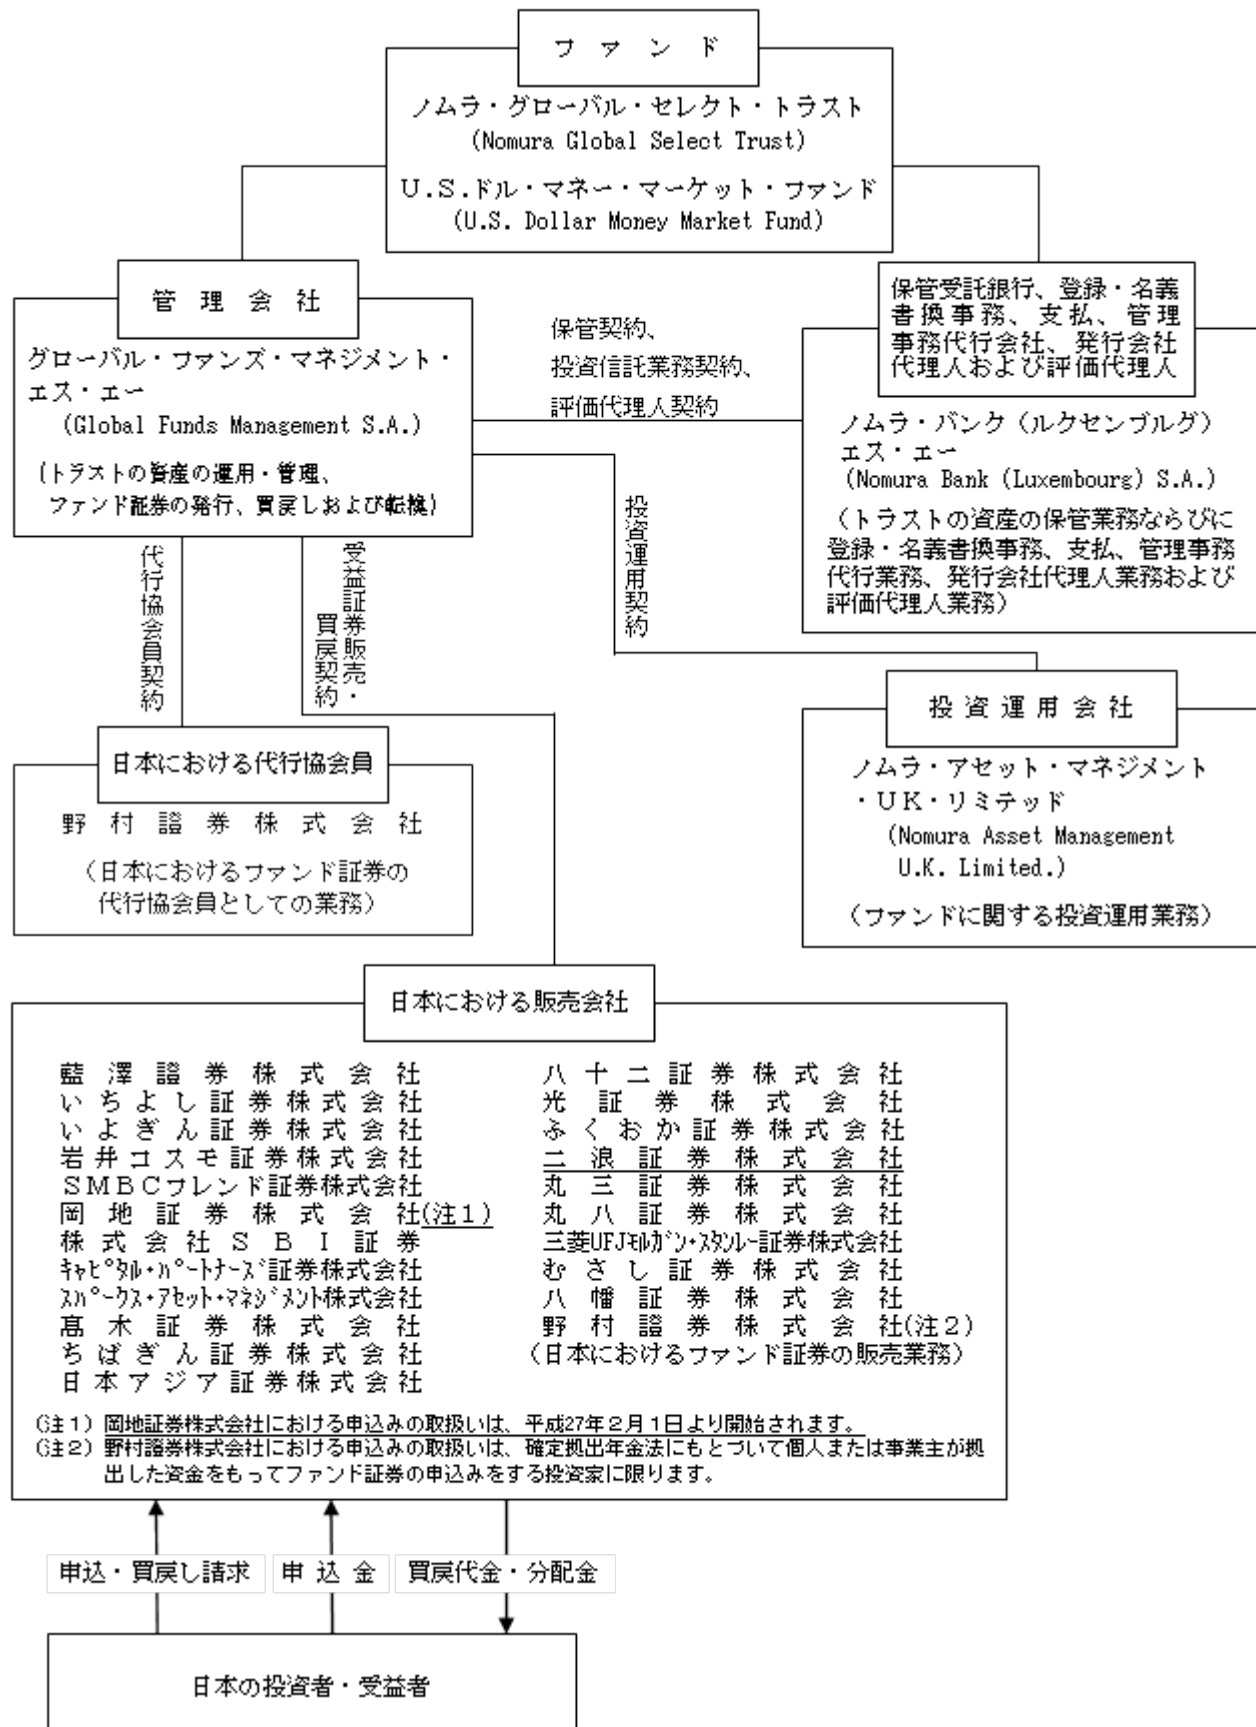 ファンド
ノムラ・グローバル・セレクト・トラスト
(Nomura Global Select Trust)
U.S.ドル・マネー・マーケット・ファンド
(U.S. Dollar Money Market Fund)
管理会社
グローバル・ファンズ・マネジメント・
エス・エー
(Global Funds Management S.A.)
(トラストの資産の運用・管理、
ファンド証券の発行、買戻しおよび転換)
保管契約、
投資信託業務契約、
評価代理人契約
保管受託銀行、登録・名義
書換事務、支払、管理
事務代行会社、発行会社
代理人および評価代理人
ノムラ・バンク(ルクセンブルグ)
エス・エー
(Nomura Bank (Luxembourg) S.A.)
(トラストの資産の保管業務ならびに
登録・名義書換事務、支払、管理事務
代行業務、発行会社代理人業務および
評価代理人業務)
代行協会員契約
受益証券販売・
買戻契約
投資運用契約
投資運用会社
ノムラ・アセット・マネジメント
・UK・リミテッド
(Nomura Asset Management
U.K. Limited.)
(ファンドに関する投資運用業務)
日本における代行協会員
野村證券株式会社
(日本におけるファンド証券の
代行協会員としての業務)
日本における販売会社
藍澤證券株式会社
いちよし証券株式会社
いよぎん証券株式会社
岩井コスモ証券株式会社
SMBCフレンド証券株式会社
岡地証券株式会社(注1)
株式会社SBI証券
キャピタル・パートナーズ証券株式会社
スパークス・アセット・マネジメント株式会社
髙木証券株式会社
ちばぎん証券株式会社
日本アジア証券株式会社
八十二証券株式会社
光証券株式会社
ふくおか証券株式会社
二浪証券株式会社
丸三証券株式会社
丸八証券株式会社
三菱UFJモルガン・スタンレー証券株式会社
むさし証券株式会社
八幡証券株式会社
野村證券株式会社(注2)
(日本におけるファンド証券の販売業務)
(注1)岡地証券株式会社における申込みの取扱いは、平成27年2月1日より開始されます。
(注2)野村證券株式会社における申込みの取扱いは、確定拠出年金法にもとづいて個人または事業主が拠
出した資金をもってファンド証券の申込みをする投資家に限ります。
申込・買戻し請求
申込金
買戻代金・分配金
日本の投資者・受益者